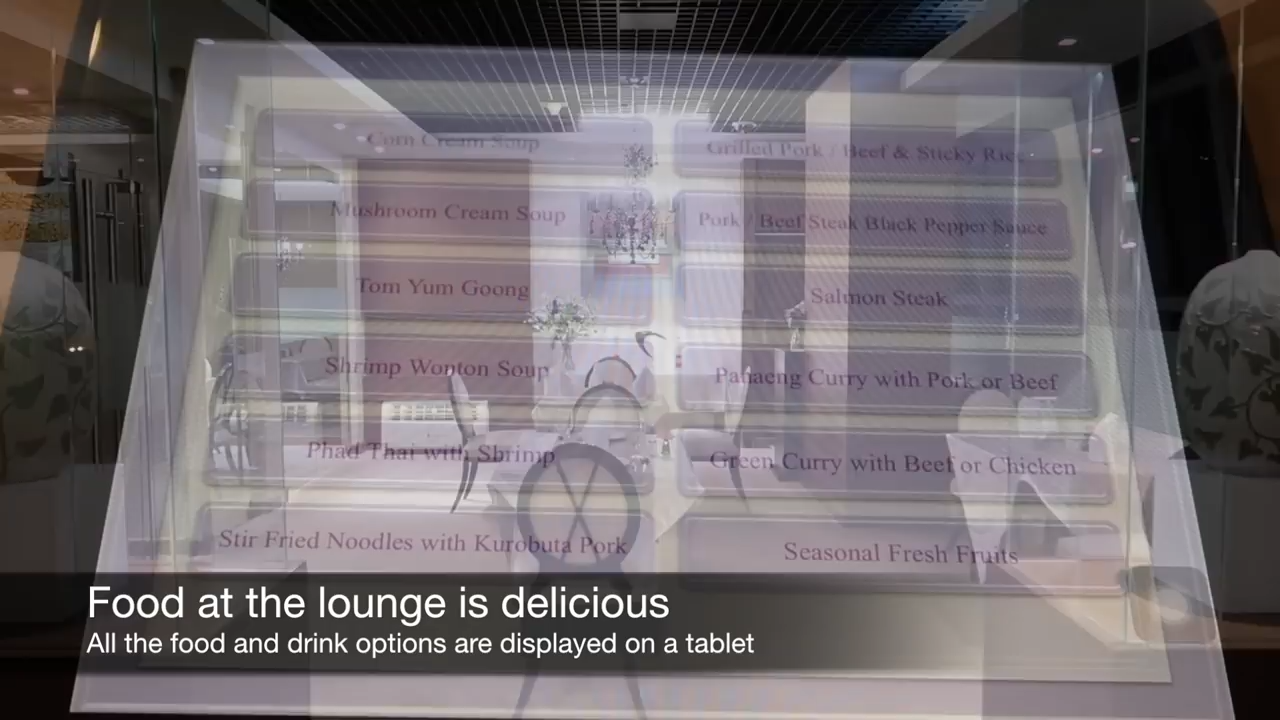 Corn Cream Soup
Grilled Pork / Beef & Sticky Rice
Mushroom Cream Soup
Pork / Beef Steak Black Pepper Sauce
Tom Yum Goong
Salmon Steak
Shrimp Wonton Soup
Panaeng Curry with Pork or Beef
Phad Thai with Shrimp
Green Curry with Beef or Chicken
Stir Fried Noodles with Kurobuta Pork
Seasonal Fresh Fruits
Food at the lounge is delicious
All the food and drink options are displayed on a tablet